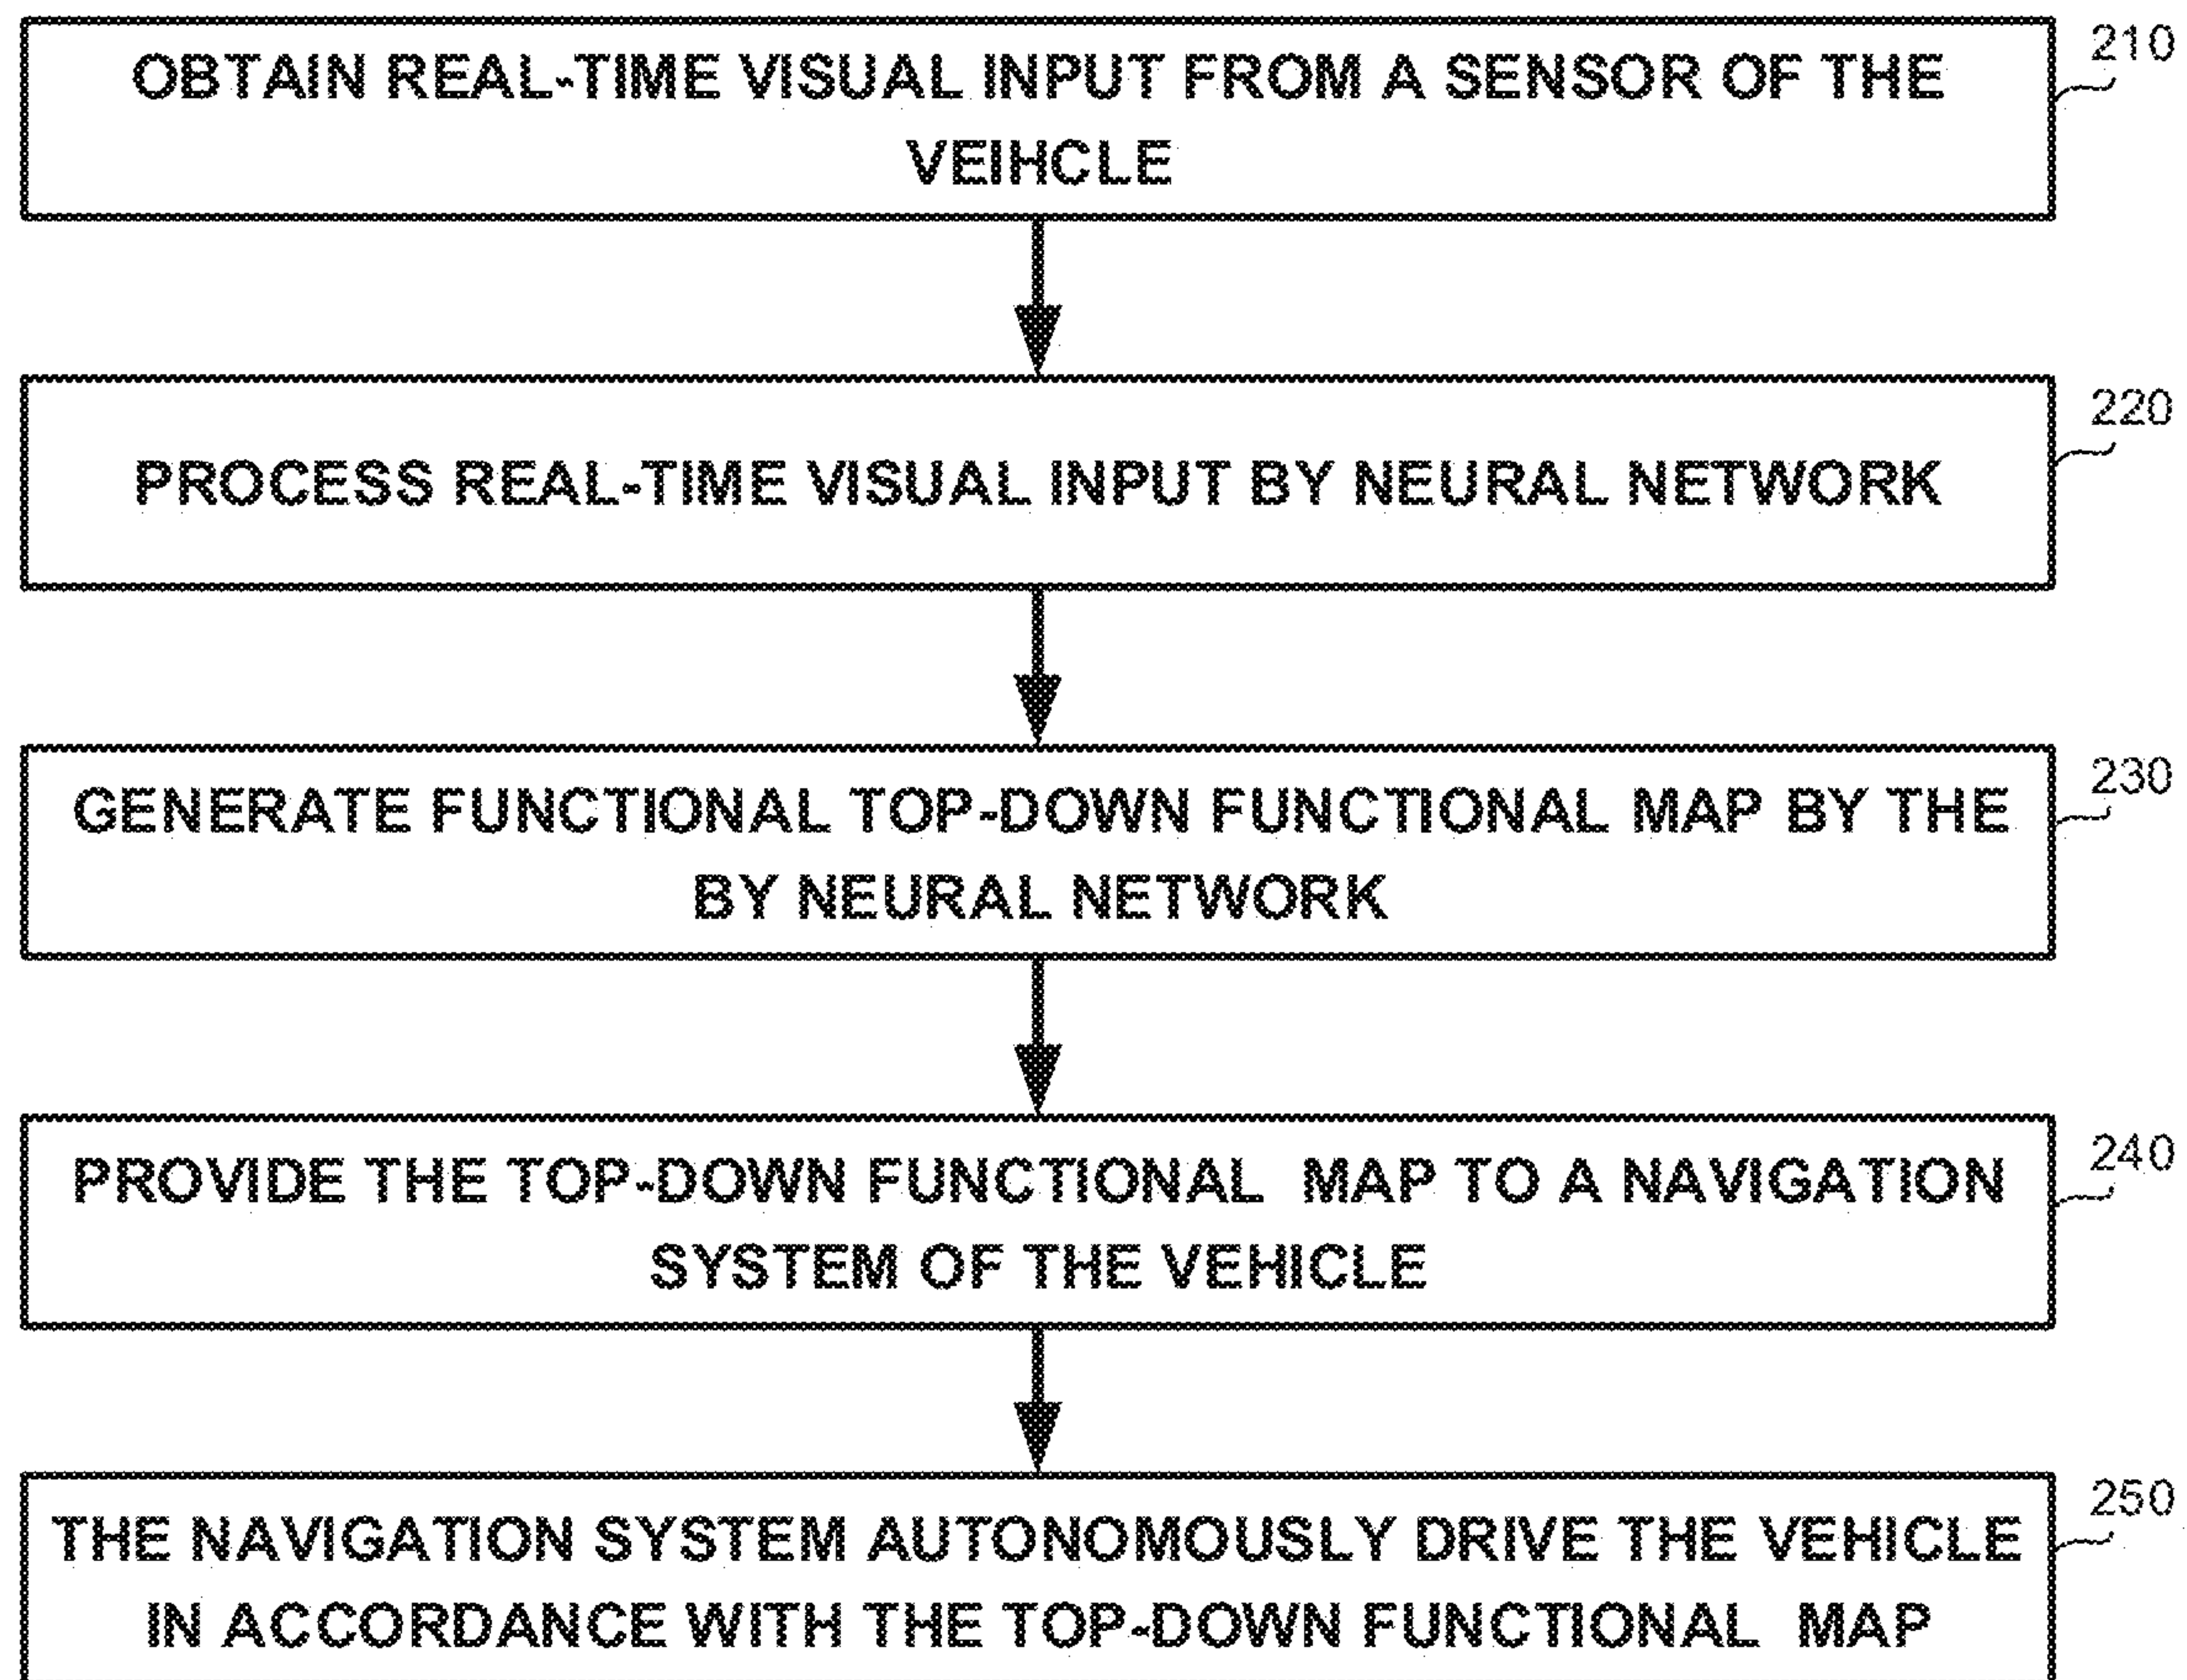 OBTAIN REAL-TIME VISUAL INPUT FROM A SENSOR OF THE
VEIHCLE
210
PROCESS REAL-TIME VISUAL INPUT BY NEURAL NETWORK
220
GENERATE FUNCTIONAL TOP-DOWN FUNCTIONAL MAP BY THE
BY NEURAL NETWORK
230
PROVIDE THE TOP-DOWN FUNCTIONAL MAP TO A NAVIGATION
SYSTEM OF THE VEHICLE
240
THE NAVIGATION SYSTEM AUTONOMOUSLY DRIVE THE VEHICLE
IN ACCORDANCE WITH THE TOP-DOWN FUNCTIONAL MAP
250